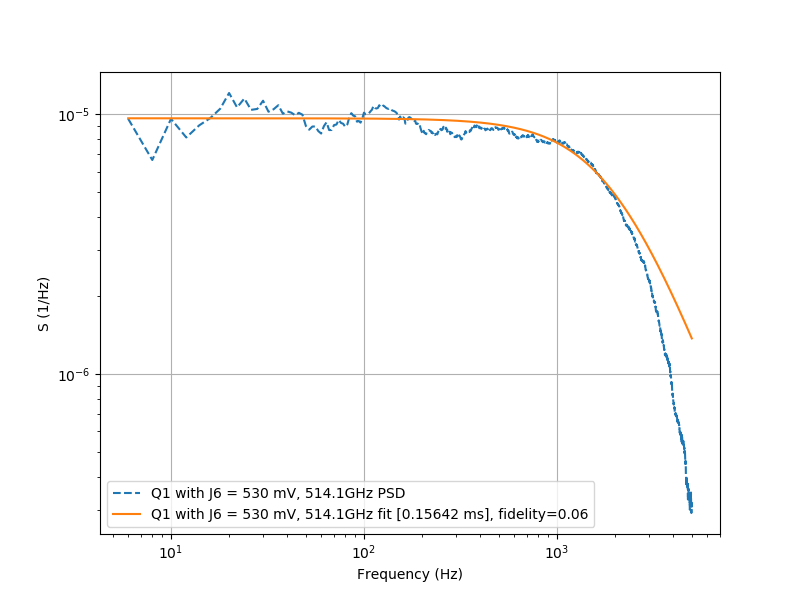 10⁻⁵
10⁻⁶
S (1/Hz)
Q1 with J6 = 530 mV, 514.1GHz PSD
Q1 with J6 = 530 mV, 514.1GHz fit [0.15642 ms], fidelity=0.06
10¹ 10² 10³
Frequency (Hz)